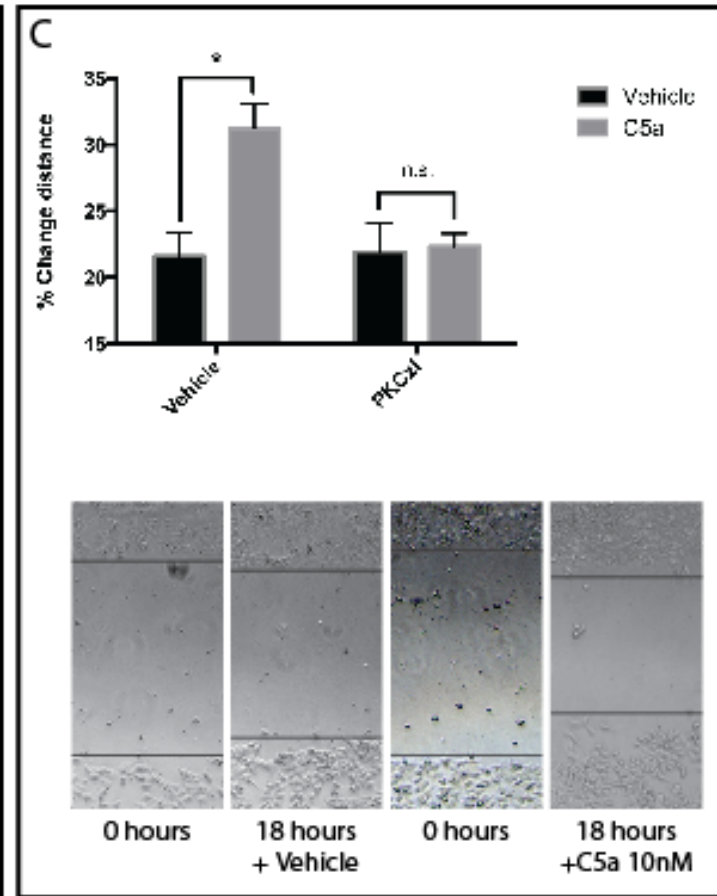 C
*
35
30
25
20
15
% Change distance
n.s.
Vehicle
C5a
Vehicle
PKCzI
0 hours
18 hours
+ Vehicle
0 hours
18 hours
+C5a 10nM